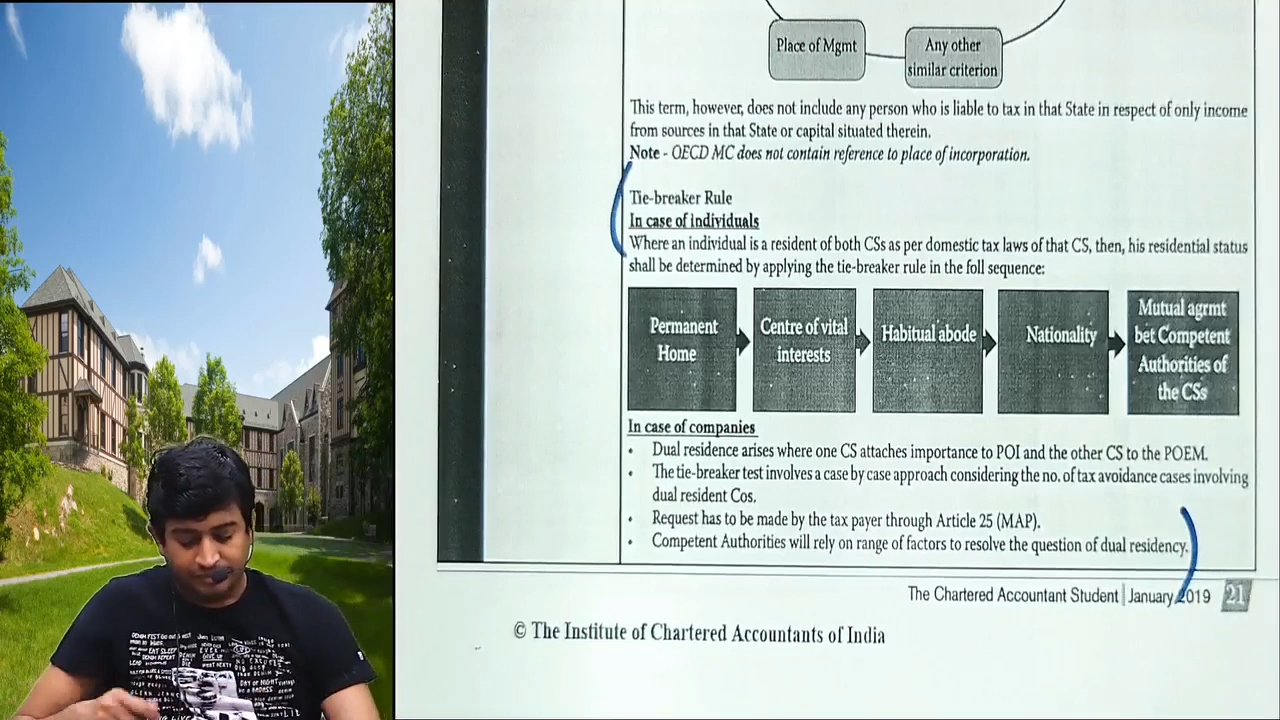 Place of Mgmt
Any other
similar criterion
This term, however, does not include any person who is liable to tax in that State in respect of only income
from sources in that State or capital situated therein.
Note - OECD MC does not contain reference to place of incorporation.
Tie-breaker Rule
In case of individuals
Where an individual is a resident of both CSs as per domestic tax laws of that CS, then, his residential status
shall be determined by applying the tie-breaker rule in the foll sequence:
Permanent
Home
Centre of vital
interests
Habitual abode
Nationality
Mutual agrmt
bet Competent
Authorities of
the CSs
In case of companies
• Dual residence arises where one CS attaches importance to POI and the other CS to the POEM.
• The tie-breaker test involves a case by case approach considering the no. of tax avoidance cases involving
dual resident Cos.
• Request has to be made by the tax payer through Article 25 (MAP).
• Competent Authorities will rely on range of factors to resolve the question of dual residency.
The Chartered Accountant Student | January 2019 21
© The Institute of Chartered Accountants of India
DENIM REPEAT
DAY OF NIGHT